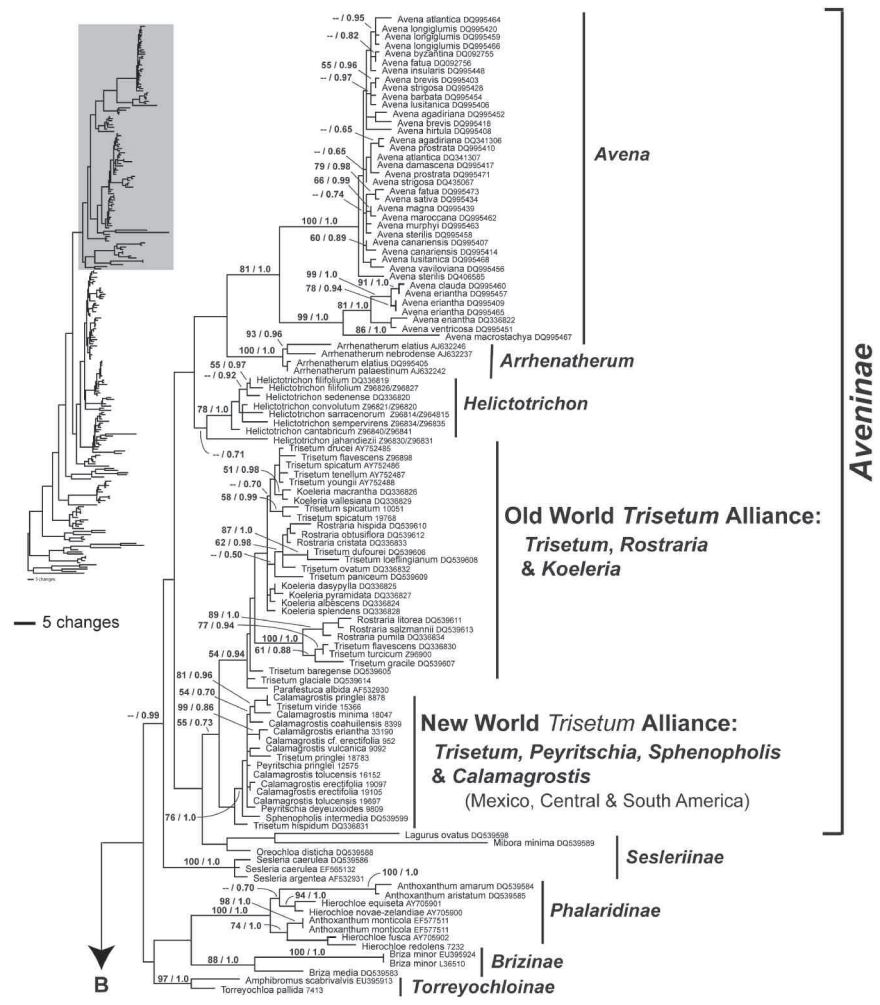 -- / 0.95
Avena atlantica DQ995464
Avena longiglumis DQ995420
-- / 0.82
Avena longiglumis DQ995459
Avena longiglumis DQ995466
Avena byzantina DQ092755
Avena fatua DQ092756
55 / 0.96
Avena insularis DQ995448
-- / 0.97
Avena brevis DQ995403
Avena strigosa DQ995428
Avena barbata DQ995454
Avena lusitanica DQ995406
Avena agadiriana DQ995452
Avena brevis DQ995418
Avena hirtula DQ995408
-- / 0.65
Avena agadiriana DQ341306
Avena prostrata DQ995410
-- / 0.65
Avena atlantica DQ341307
79 / 0.98
Avena damascena DQ995417
Avena prostrata DQ995471
66 / 0.99
Avena strigosa DQ435067
Avena fatua DQ995473
-- / 0.74
Avena sativa DQ995434
Avena magna DQ995439
Avena maroccana DQ995462
100 / 1.0
Avena murphyi DQ995463
Avena sterilis DQ995458
60 / 0.89
Avena canariensis DQ995407
Avena canariensis DQ995414
Avena lusitanica DQ995468
Avena vaviloviana DQ995456
81 / 1.0
99 / 1.0
Avena sterilis DQ406585
91 / 1.0
Avena clauda DQ995460
78 / 0.94
Avena eriantha DQ995457
Avena eriantha DQ995409
81 / 1.0
Avena eriantha DQ995465
99 / 1.0
Avena eriantha DQ336822
86 / 1.0
Avena ventricosa DQ995451
Avena macrostachya DQ995467
Avena
93 / 0.96
Arrhenatherum elatius AJ632246
100 / 1.0
Arrhenatherum nebrodense AJ632237
Arrhenatherum elatius DQ995405
Arrhenatherum palaestinum AJ632242
Arrhenatherum
55 / 0.97
-- / 0.92
Helictotrichon filifolium DQ336819
Helictotrichon filifolium Z96826/Z96827
Helictotrichon sedenense DQ336820
78 / 1.0
Helictotrichon convolutum Z96821/Z96820
Helictotrichon sarracenorum Z96814/Z964815
Helictotrichon sempervirens Z96834/Z96835
Helictotrichon cantabricum Z96840/Z96841
Helictotrichon jahandiezii Z96830/Z96831
Helictotrichon
-- / 0.71
Trisetum drucei AY752485
Trisetum flavescens Z96898
51 / 0.98
Trisetum spicatum AY752486
Trisetum tenellum AY752487
-- / 0.70
Trisetum youngii AY752488
Koeleria macrantha DQ336826
58 / 0.99
Koeleria vallesiana DQ336829
Trisetum spicatum 10051
Trisetum spicatum 19768
87 / 1.0
Rostraria hispida DQ539610
Rostraria obtusiflora DQ539612
62 / 0.98
Rostraria cristata DQ336833
Trisetum dufourei DQ539606
-- / 0.50
Trisetum loeflingianum DQ539608
Trisetum ovatum DQ336832
Trisetum paniceum DQ539609
Koeleria dasyphylla DQ336825
Koeleria pyramidata DQ336827
Koeleria albescens DQ336824
Koeleria splendens DQ336828
89 / 1.0
Rostraria litorea DQ539611
77 / 0.94
Rostraria salzmannii DQ539613
100 / 1.0
Rostraria pumila DQ336834
61 / 0.88
Trisetum flavescens DQ336830
Trisetum turcicum Z96900
Trisetum gracile DQ539607
54 / 0.94
Trisetum baregense DQ539605
Trisetum glaciale DQ539614
Parafestuca albida AF532930
Old World Trisetum Alliance:
Trisetum, Rostraria
& Koeleria
81 / 0.96
Calamagrostis pringlei 8878
54 / 0.70
Trisetum viride 15366
99 / 0.86
Calamagrostis minima 18047
Calamagrostis coahuilensis 8399
-- / 0.99
55 / 0.73
Calamagrostis eriantha 33190
Calamagrostis cf. erectifolia 952
Calamagrostis vulcanica 9092
Trisetum pringlei 18783
Peyritschia pringlei 12575
Calamagrostis tolucensis 16152
Calamagrostis erectifolia 19097
Calamagrostis erectifolia 19105
Calamagrostis tolucensis 19697
76 / 1.0
Peyritschia deyeuxioides 9809
Sphenopholis intermedia DQ539599
Trisetum hispidum DQ336831
New World Trisetum Alliance:
Trisetum, Peyritschia, Sphenopholis
& Calamagrostis
(Mexico, Central & South America)
Aveninae
Lagurus ovatus DQ539598
Mibora minima DQ539589
Oreochloa disticha DQ539588
100 / 1.0
Sesleria caerulea DQ539586
Sesleria caerulea EF565132
Sesleria argentea AF532931
Sesleriinae
100 / 1.0
-- / 0.70
Anthoxanthum amarum DQ539584
94 / 1.0
Anthoxanthum aristatum DQ539585
98 / 1.0
Hierochloe equiseta AY705901
100 / 1.0
Hierochloe novae-zelandiae AY705900
Anthoxanthum monticola EF577511
74 / 1.0
Anthoxanthum monticola EF577511
Hierochloe fusca AY705902
Hierochloe redolens 7232
Phalaridinae
100 / 1.0
Briza minor EU395924
88 / 1.0
Briza minor L36510
Briza media DQ539583
Brizinae
97 / 1.0
Amphibromus scabrivalvis EU395913
Torreyochloa pallida 7413
Torreyochloinae
B
5 changes
5 changes